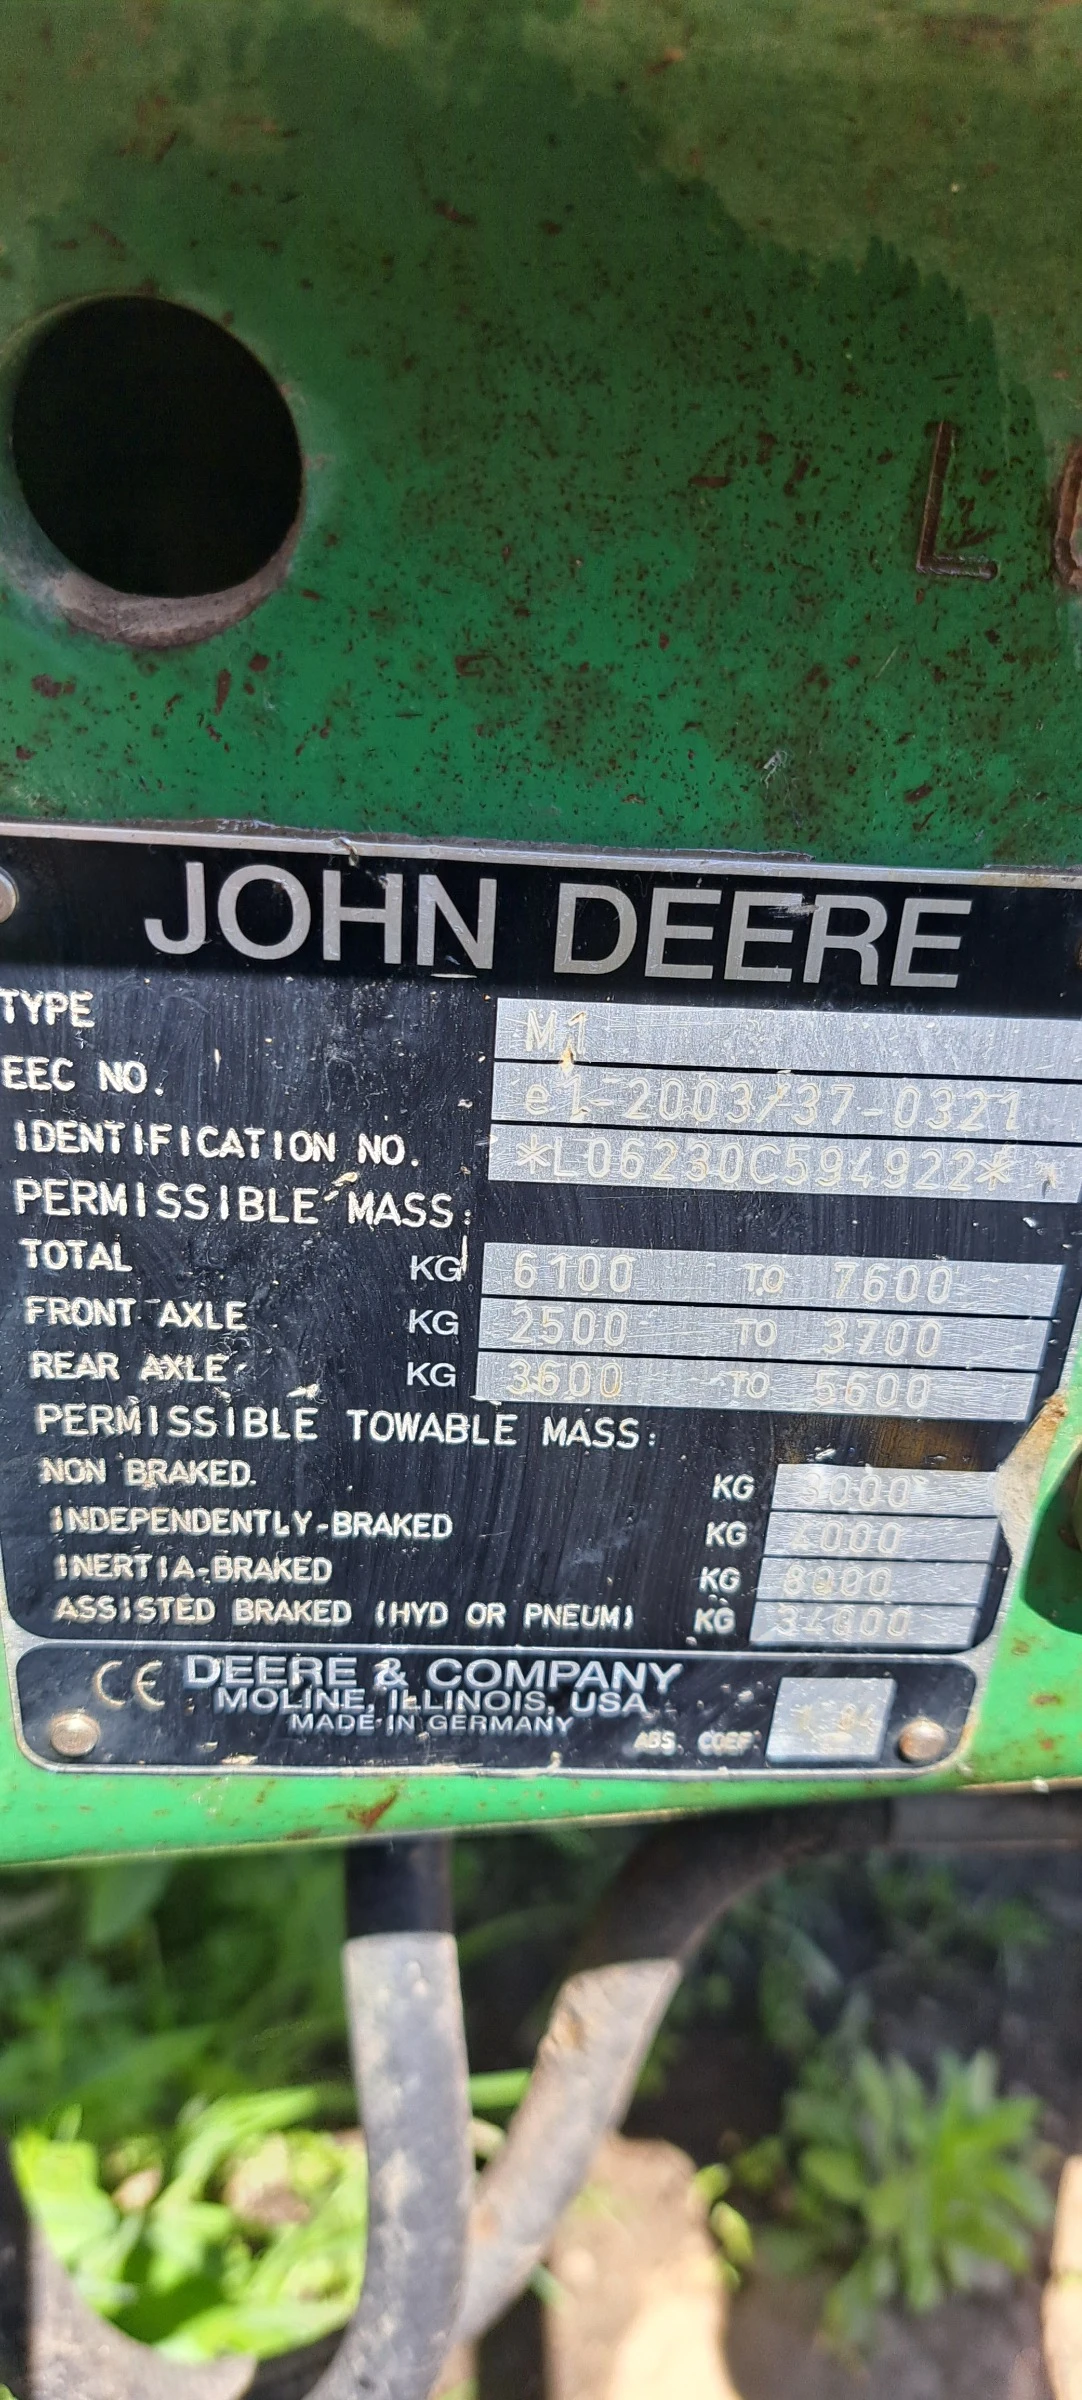 L
JOHN DEERE
TYPE M1
EEC NO. e1-2003/37-0321
IDENTIFICATION NO. *L06230C594922*
PERMISSIBLE MASS:
TOTAL KG 6100 TO 7600
FRONT AXLE KG 2500 TO 3700
REAR AXLE KG 3600 TO 5600
PERMISSIBLE TOWABLE MASS:
NON BRAKED. KG
INDEPENDENTLY-BRAKED KG 4000
INERTIA-BRAKED KG 8000
ASSISTED BRAKED (HYD OR PNEUM) KG 34000
CE DEERE & COMPANY
MOLINE, ILLINOIS, USA
MADE IN GERMANY
ABS. COEF: